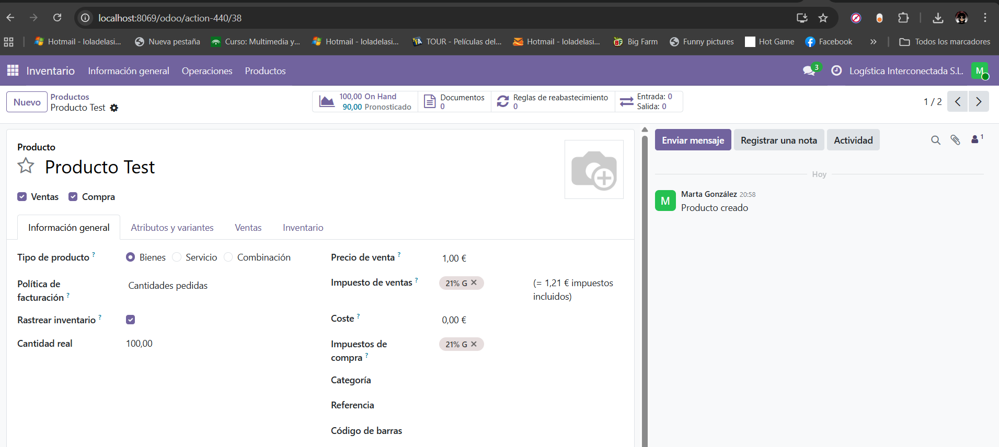 localhost:8069/odoo/action-440/38
Hotmail - loladelasi... Nueva pestaña Curso: Multimedia y... Hotmail - loladelasi... TOUR - Películas del... Hotmail - loladelasi... BF Big Farm Funny pictures Hot Game Facebook » Todos los marcadores
Inventario Información general Operaciones Productos 3 Logística Interconectada S.L. M
Nuevo
Productos
Producto Test
100,00 On Hand
90,00 Pronosticado
Documentos
0
Reglas de reabastecimiento
0
Entrada: 0
Salida: 0
1 / 2
Producto
Producto Test
Ventas Compra
Información general Atributos y variantes Ventas Inventario
Tipo de producto ? Bienes Servicio Combinación
Política de
facturación ?
Cantidades pedidas
Rastrear inventario ?
Cantidad real 100,00
Precio de venta ? 1,00 €
Impuesto de ventas ? 21% G ✕
(= 1,21 € impuestos
incluidos)
Coste ? 0,00 €
Impuestos de
compra ?
21% G ✕
Categoría
Referencia
Código de barras
Enviar mensaje Registrar una nota Actividad 1
Hoy
M
Marta González 20:58
Producto creado